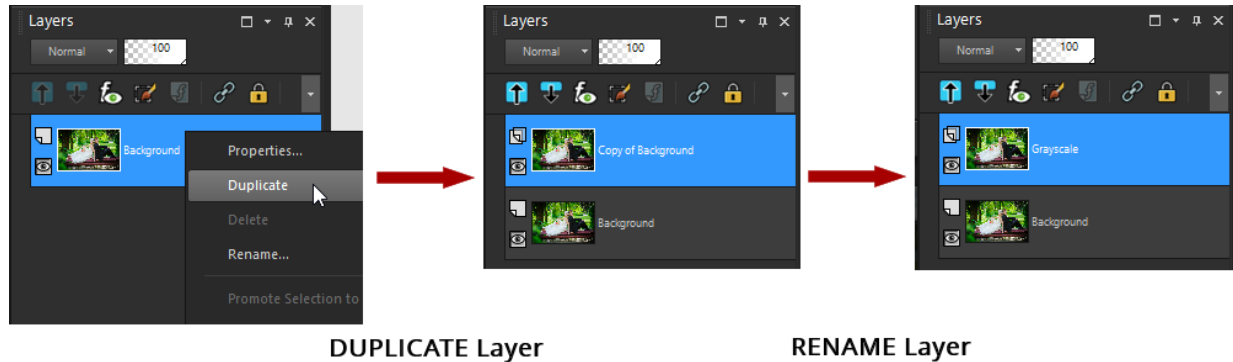 Layers
Normal 100
Background
Properties...
Duplicate
Delete
Rename...
Promote Selection to
Layers
Normal 100
Copy of Background
Background
Layers
Normal 100
Grayscale
Background
DUPLICATE Layer
RENAME Layer